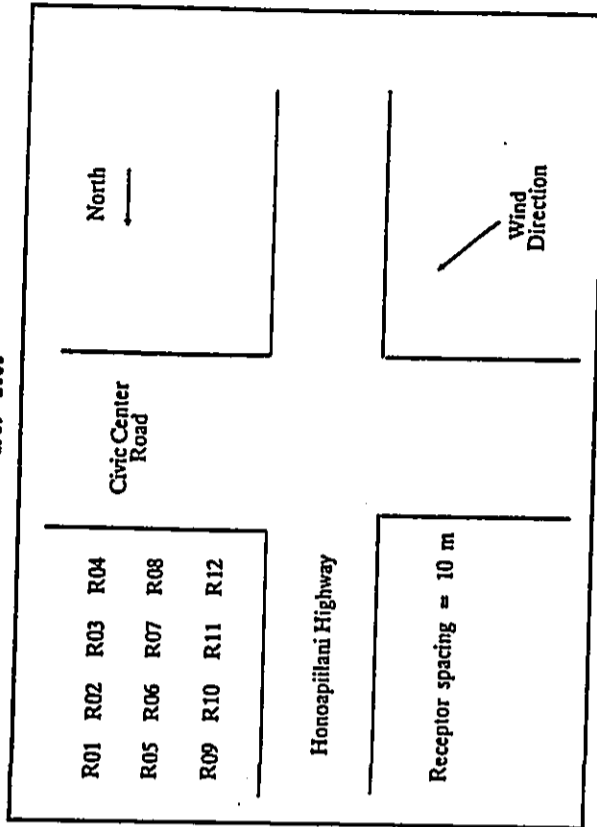 North
Civic Center
Road
R01 R02 R03 R04
R05 R06 R07 R08
R09 R10 R11 R12
Honoapiilani Highway
Receptor spacing = 10 m
Wind
Direction